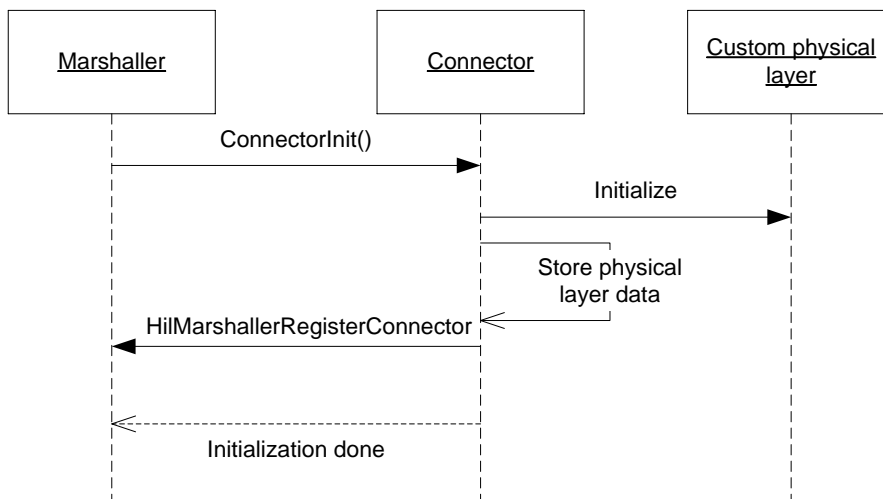 Marshaller
Connector
Custom physical
layer
ConnectorInit()
Initialize
Store physical
layer data
HilMarshallerRegisterConnector
Initialization done